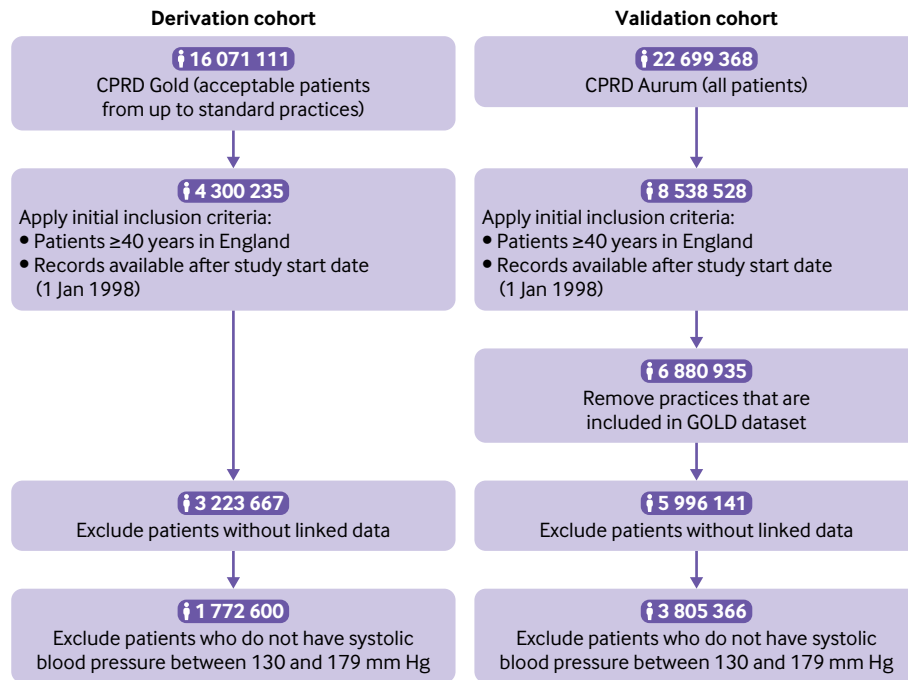 Derivation cohort
16 071 111
CPRD Gold (acceptable patients
from up to standard practices)
4 300 235
Apply initial inclusion criteria:
• Patients ≥40 years in England
• Records available after study start date
(1 Jan 1998)
3 223 667
Exclude patients without linked data
1 772 600
Exclude patients who do not have systolic
blood pressure between 130 and 179 mm Hg
Validation cohort
22 699 368
CPRD Aurum (all patients)
8 538 528
Apply initial inclusion criteria:
• Patients ≥40 years in England
• Records available after study start date
(1 Jan 1998)
6 880 935
Remove practices that are
included in GOLD dataset
5 996 141
Exclude patients without linked data
3 805 366
Exclude patients who do not have systolic
blood pressure between 130 and 179 mm Hg